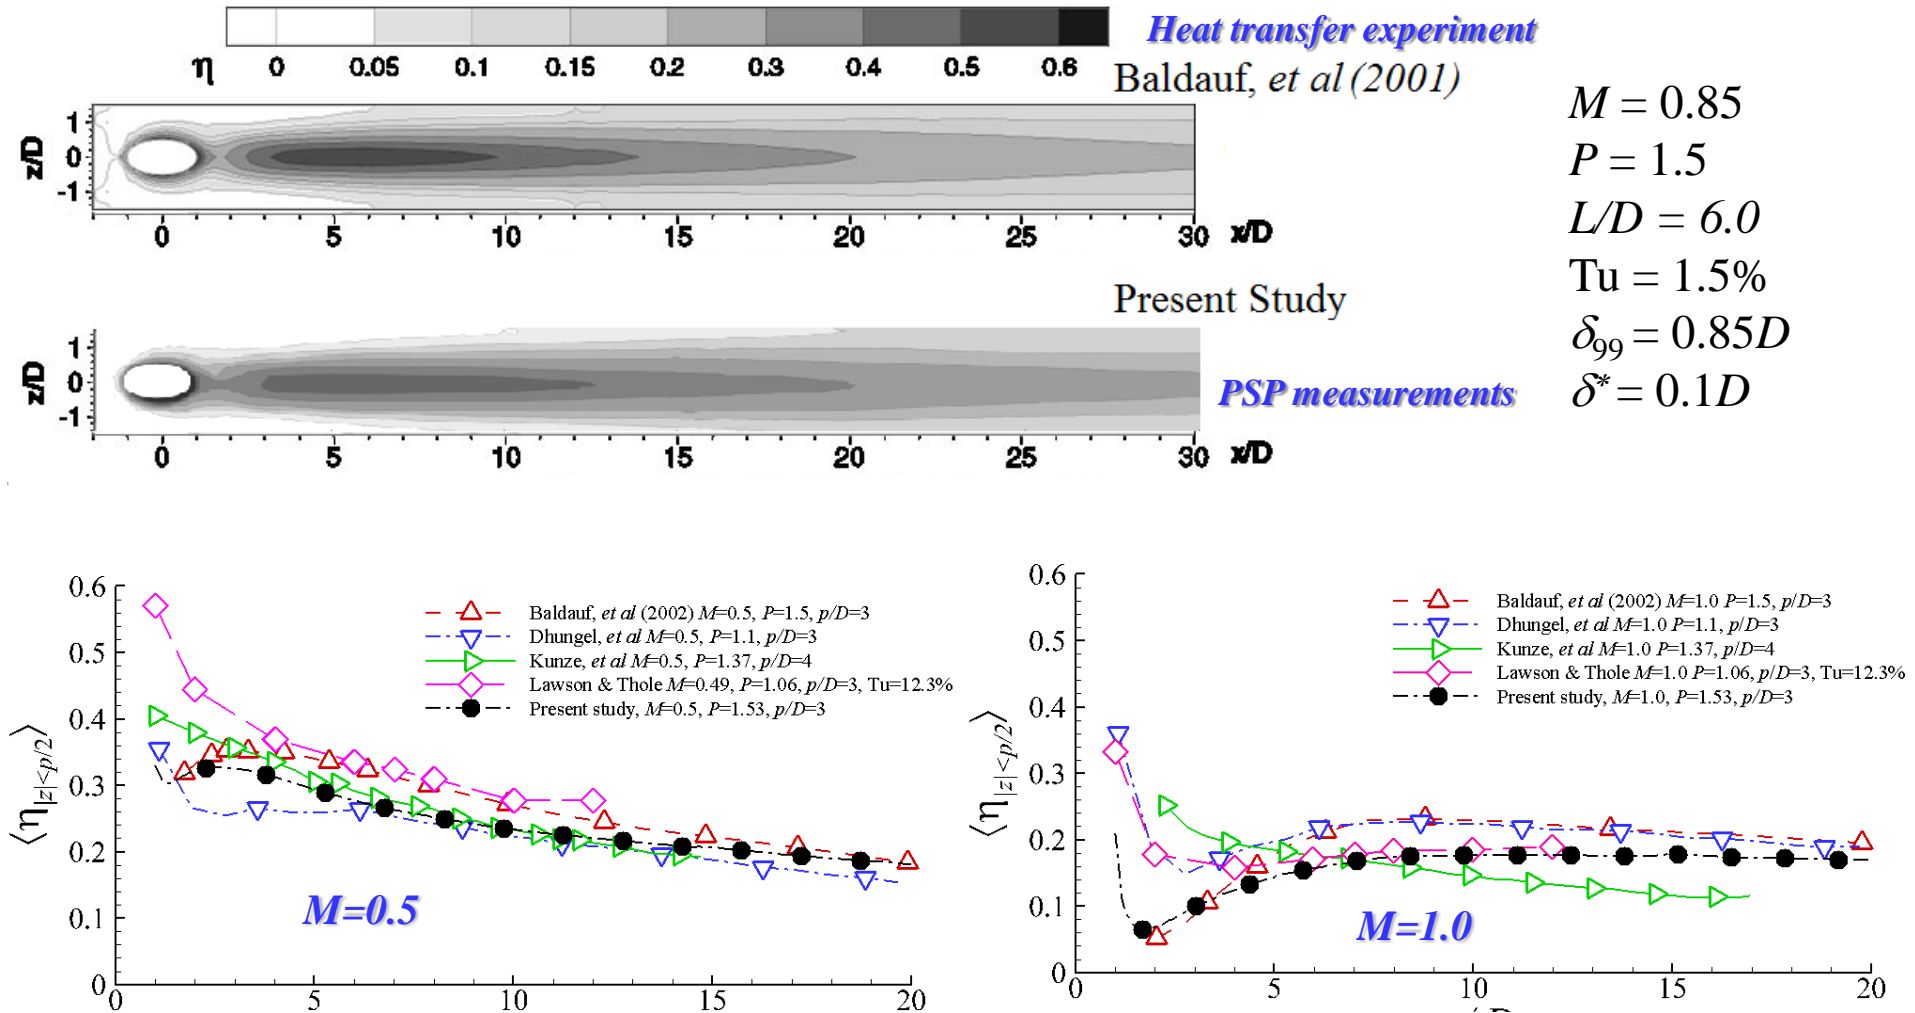 Heat transfer experiment
η 0 0.05 0.1 0.15 0.2 0.3 0.4 0.5 0.6
Baldauf, et al (2001)
M = 0.85
P = 1.5
L/D = 6.0
Tu = 1.5%
δ99 = 0.85D
δ* = 0.1D
z/D
1
0
-1
0 5 10 15 20 25 30 x/D
Present Study
z/D
1
0
-1
PSP measurements
0 5 10 15 20 25 30 x/D
⟨η|z|<p/2⟩
0.6
0.5
0.4
0.3
0.2
0.1
0
Baldauf, et al (2002) M=0.5, P=1.5, p/D=3
Dhungel, et al M=0.5, P=1.1, p/D=3
Kunze, et al M=0.5, P=1.37, p/D=4
Lawson & Thole M=0.49, P=1.06, p/D=3, Tu=12.3%
Present study, M=0.5, P=1.53, p/D=3
M=0.5
0 5 10 15 20
⟨η|z|<p/2⟩
0.6
0.5
0.4
0.3
0.2
0.1
0
Baldauf, et al (2002) M=1.0 P=1.5, p/D=3
Dhungel, et al M=1.0 P=1.1, p/D=3
Kunze, et al M=1.0 P=1.37, p/D=4
Lawson & Thole M=1.0 P=1.06, p/D=3, Tu=12.3%
Present study, M=1.0, P=1.53, p/D=3
M=1.0
0 5 10 15 20